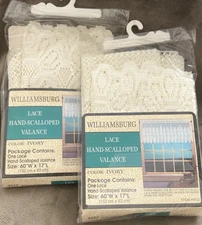 WILLIAMSBURG
LACE
HAND-SCALLOPED
VALANCE
COLOR: IVORY
Package Contains:
One Lace
Hand-Scalloped Valance
Size: 60"W x 17"L
WILLIAMSBURG
LACE
HAND-SCALLOPED
VALANCE
COLOR: IVORY
Package Contains:
One Lace
Hand Scalloped Valance
Size: 60"W x 17"L